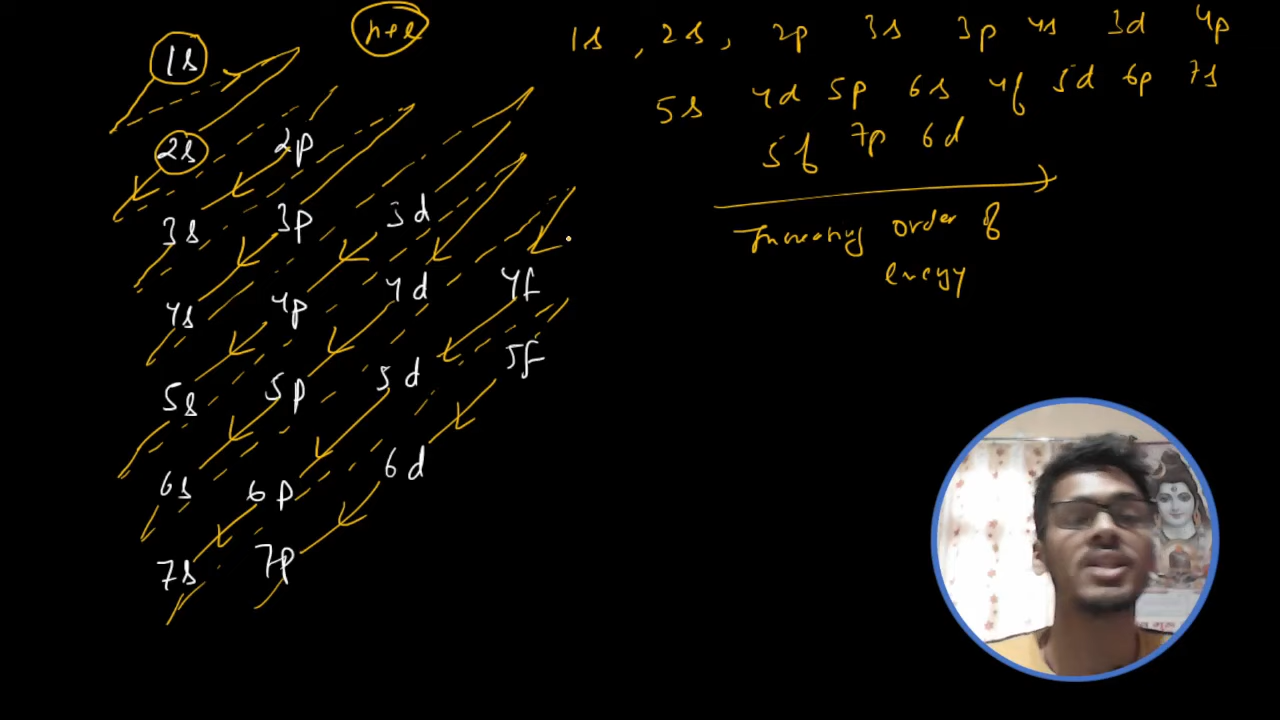 n+l
1s , 2s , 2p 3s 3p 4s 3d 4p
5s 4d 5p 6s 4f 5d 6p 7s
5f 7p 6d
Increasing order of
energy
1s
2s 2p
3s 3p 3d
4s 4p 4d 4f
5s 5p 5d 5f
6s 6p 6d
7s 7p